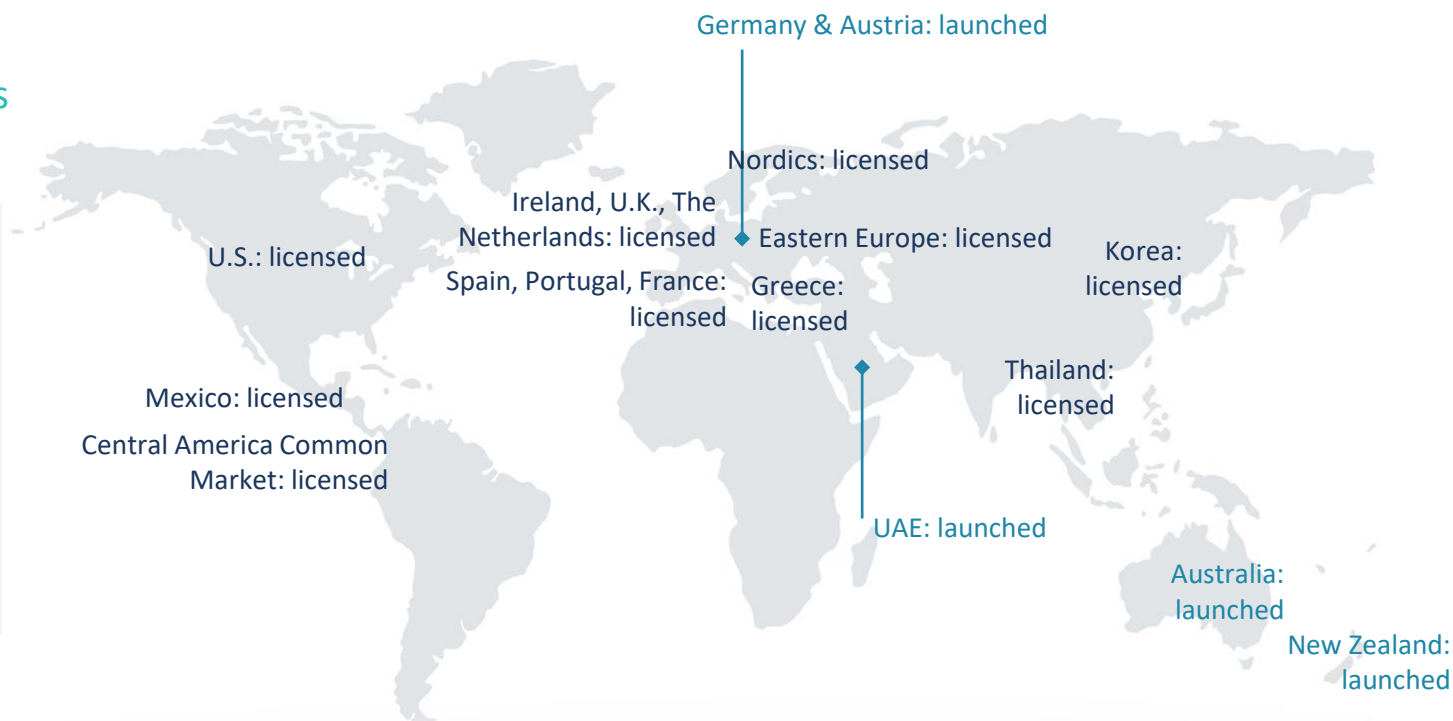 Germany & Austria: launched
S
Nordics: licensed
Ireland, U.K., The
Netherlands: licensed
Eastern Europe: licensed
U.S.: licensed
Korea:
licensed
Spain, Portugal, France:
licensed
Greece:
licensed
Thailand:
licensed
Mexico: licensed
Central America Common
Market: licensed
UAE: launched
Australia:
launched
New Zealand:
launched